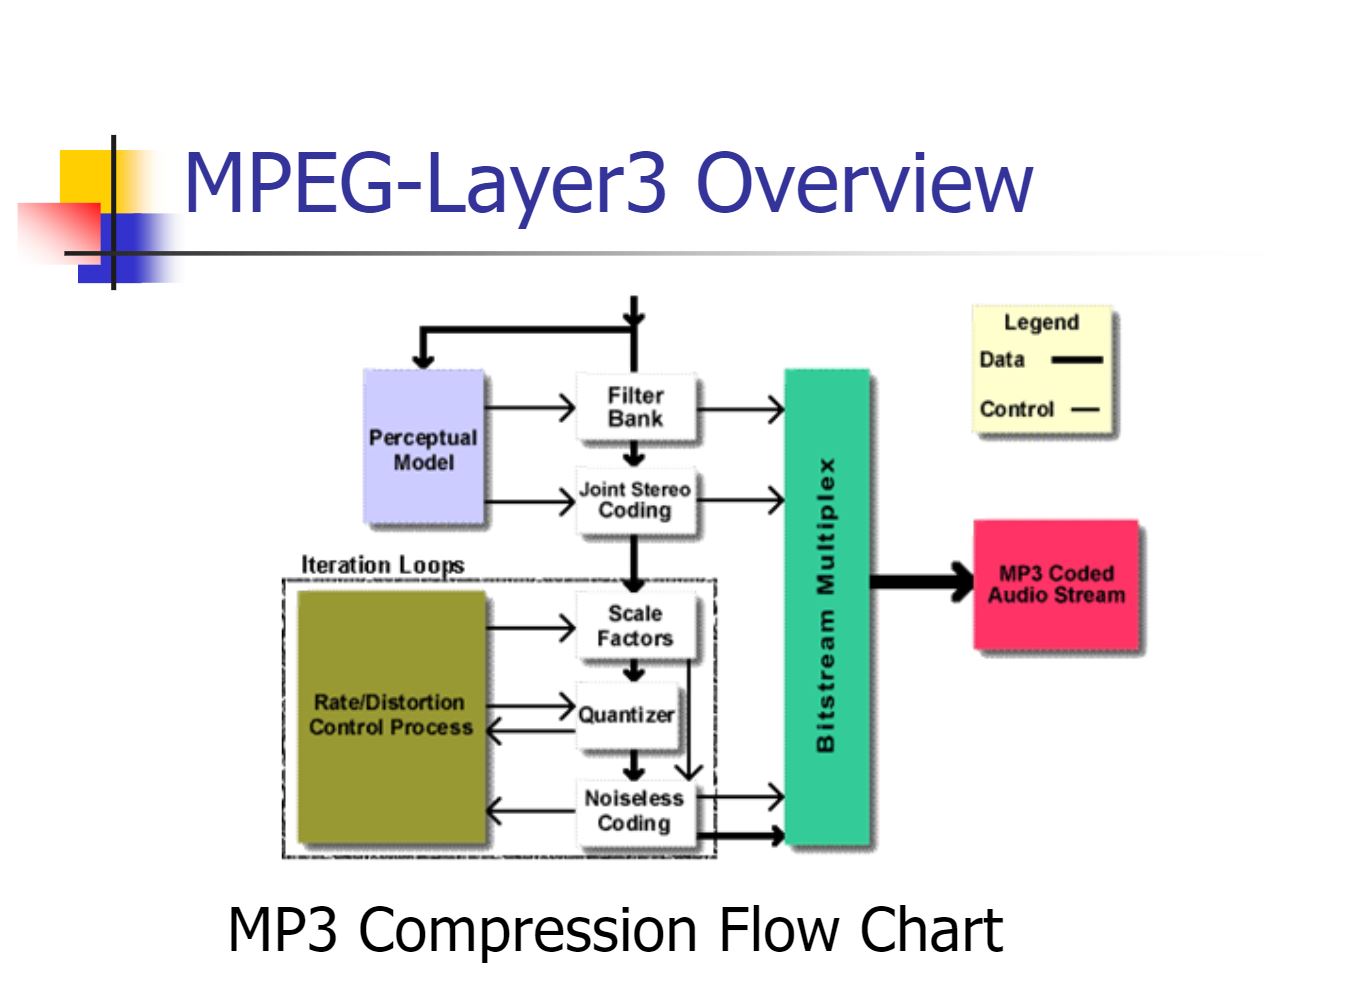 MPEG-Layer3 Overview
Legend
Data
Control
Filter
Bank
Perceptual
Model
Joint Stereo
Coding
Iteration Loops
Scale
Factors
Rate/Distortion
Control Process
Quantizer
Noiseless
Coding
Bitstream Multiplex
MP3 Coded
Audio Stream
MP3 Compression Flow Chart